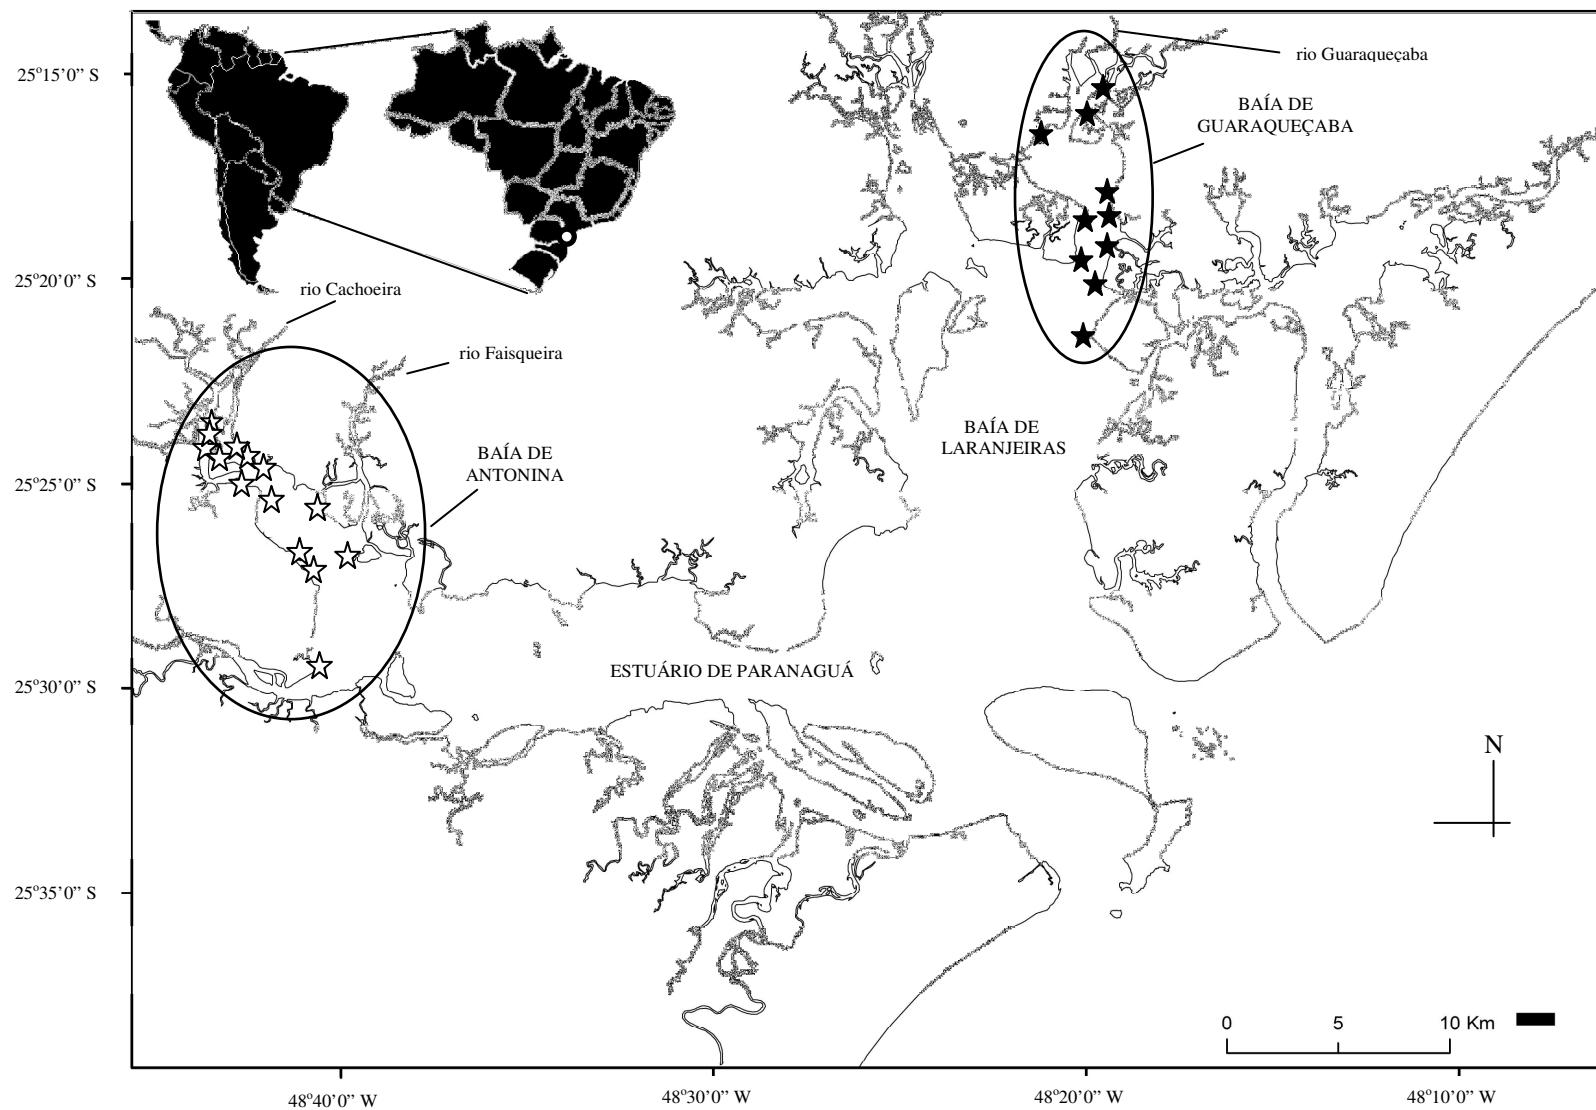 rio Guaraqueçaba
25°15'0” S
BAÍA DE
GUARAQUEÇABA
25°20'0” S
rio Cachoeira
rio Faisqueira
BAÍA DE
LARANJEIRAS
BAÍA DE
ANTONINA
25°25'0” S
ESTUÁRIO DE PARANAGUÁ
25°30'0” S
N
25°35'0” S
0 5 10 Km
48°40'0” W 48°30'0” W 48°20'0” W 48°10'0” W